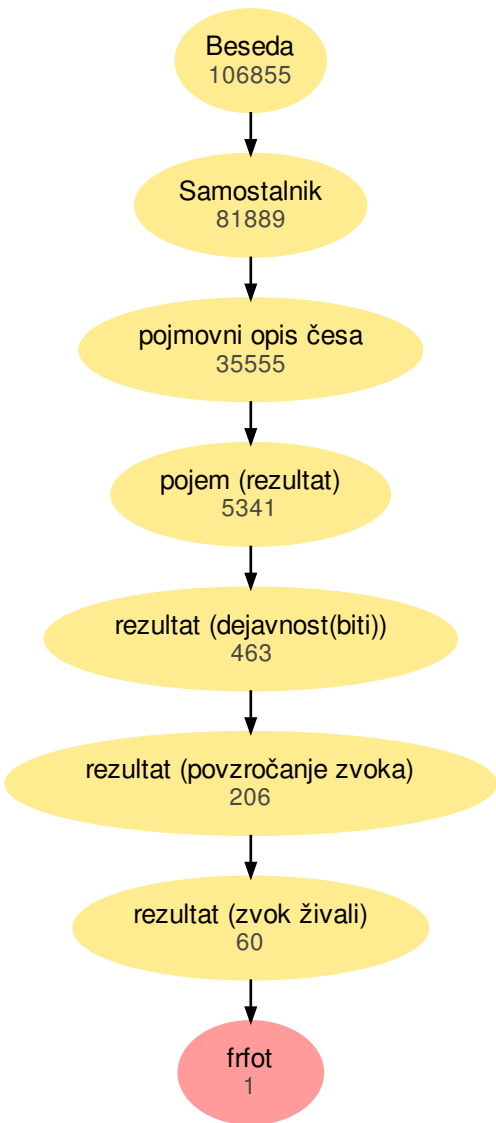 Beseda
106855
Samostalnik
81889
pojmovni opis česa
35555
pojem (rezultat)
5341
rezultat (dejavnost(biti))
463
rezultat (povzročanje zvoka)
206
rezultat (zvok živali)
60
frfot
1